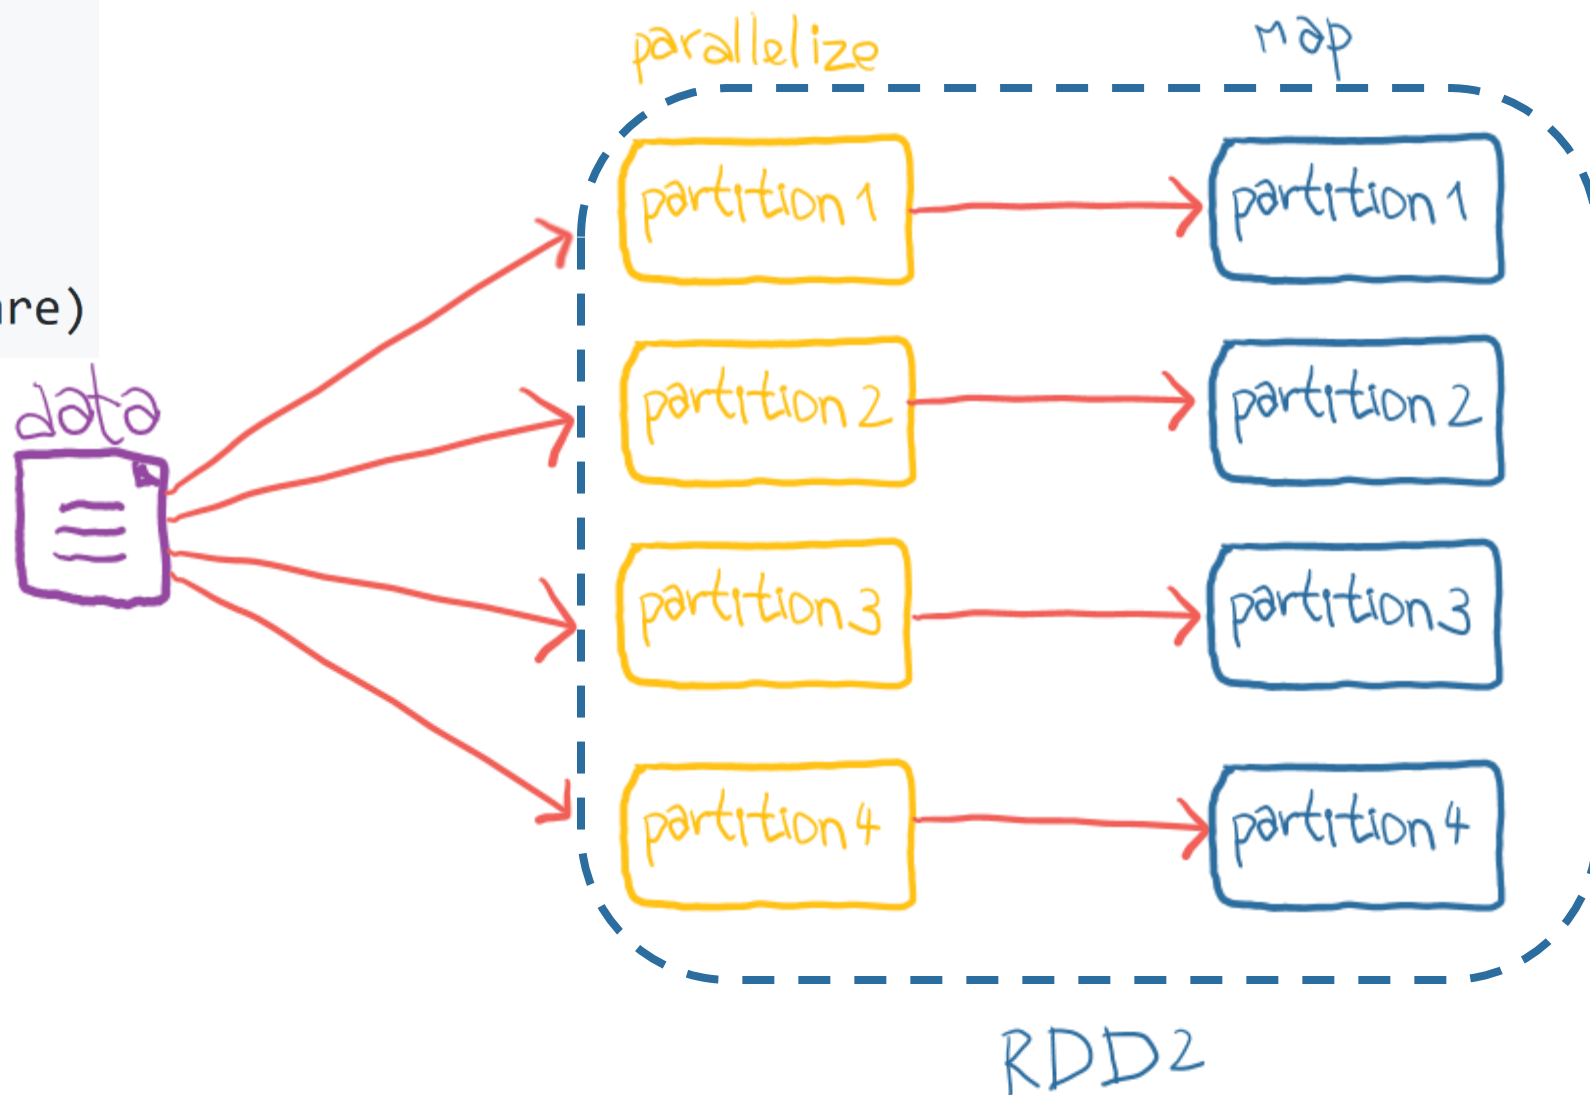 parallelize
map
partition 1
partition 1
are)
partition 2
partition 2
data
partition 3
partition 3
partition 4
partition 4
RDD2